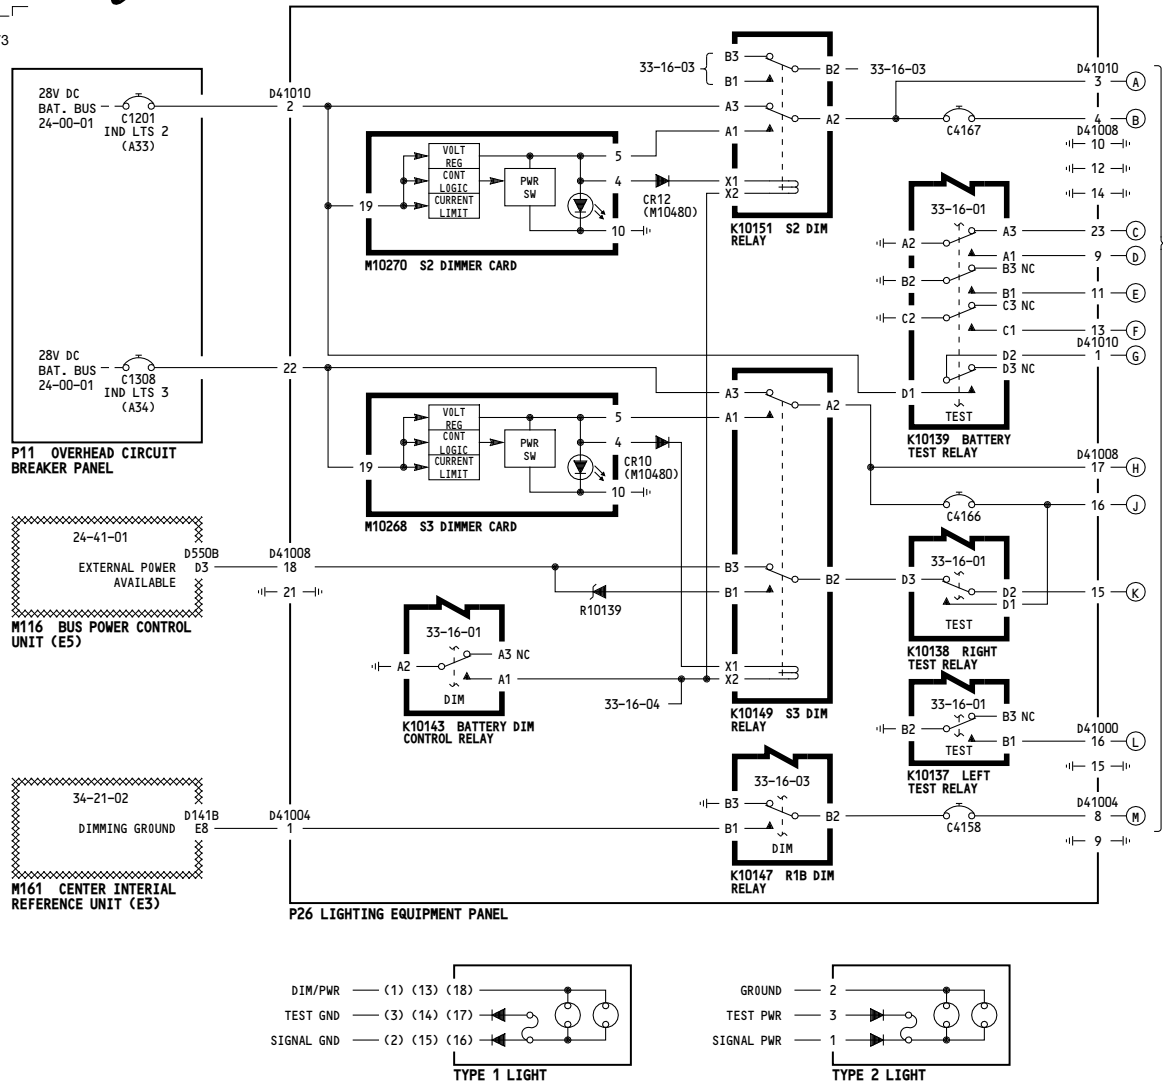 /3
28V DC
BAT. BUS
24-00-01
C1201
IND LTS 2
(A33)
28V DC
BAT. BUS
24-00-01
C1308
IND LTS 3
(A34)
P11 OVERHEAD CIRCUIT
BREAKER PANEL
24-41-01
D550B
EXTERNAL POWER
AVAILABLE
D3
M116 BUS POWER CONTROL
UNIT (E5)
34-21-02
D141B
DIMMING GROUND
E8
M161 CENTER INTERIAL
REFERENCE UNIT (E3)
D41010
2
22
D41008
18
21
D41004
1
VOLT
REG
CONT
LOGIC
CURRENT
LIMIT
PWR
SW
19
5
4
10
CR12
(M10480)
M10270 S2 DIMMER CARD
VOLT
REG
CONT
LOGIC
CURRENT
LIMIT
PWR
SW
19
5
4
10
CR10
(M10480)
M10268 S3 DIMMER CARD
R10139
33-16-01
A2
A3 NC
A1
DIM
K10143 BATTERY DIM
CONTROL RELAY
33-16-04
33-16-03
B3
B1
B2
33-16-03
A3
A1
A2
X1
X2
K10151 S2 DIM
RELAY
A3
A1
A2
B3
B1
B2
X1
X2
K10149 S3 DIM
RELAY
33-16-03
B3
B1
B2
DIM
K10147 R1B DIM
RELAY
C4167
33-16-01
A2
A3
A1
B3 NC
B2
B1
C3 NC
C2
C1
D2
D3 NC
D1
TEST
K10139 BATTERY
TEST RELAY
C4166
33-16-01
D3
D2
D1
TEST
K10138 RIGHT
TEST RELAY
33-16-01
B3 NC
B2
B1
TEST
K10137 LEFT
TEST RELAY
C4158
D41010
3 A
4 B
D41008
10
12
14
23 C
9 D
11 E
13 F
D41010
1 G
D41008
17 H
16 J
15 K
D41000
16 L
15
D41004
8 M
9
P26 LIGHTING EQUIPMENT PANEL
DIM/PWR (1) (13) (18)
TEST GND (3) (14) (17)
SIGNAL GND (2) (15) (16)
TYPE 1 LIGHT
GROUND 2
TEST PWR 3
SIGNAL PWR 1
TYPE 2 LIGHT